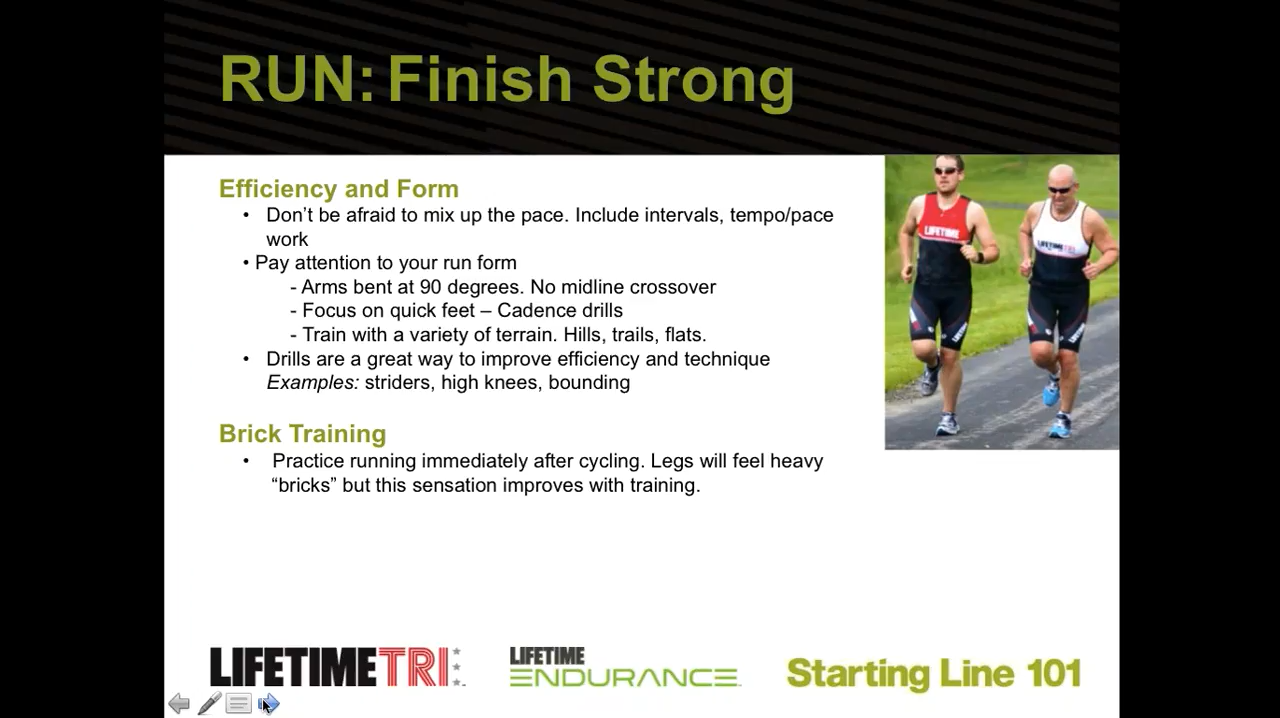 RUN: Finish Strong
Efficiency and Form
• Don’t be afraid to mix up the pace. Include intervals, tempo/pace
work
• Pay attention to your run form
- Arms bent at 90 degrees. No midline crossover
- Focus on quick feet – Cadence drills
- Train with a variety of terrain. Hills, trails, flats.
• Drills are a great way to improve efficiency and technique
Examples: striders, high knees, bounding
Brick Training
• Practice running immediately after cycling. Legs will feel heavy
“bricks” but this sensation improves with training.
LIFETIME
LIFETIMETRI
LIFETIMETRI
LIFETIME
ENDURANCE
Starting Line 101